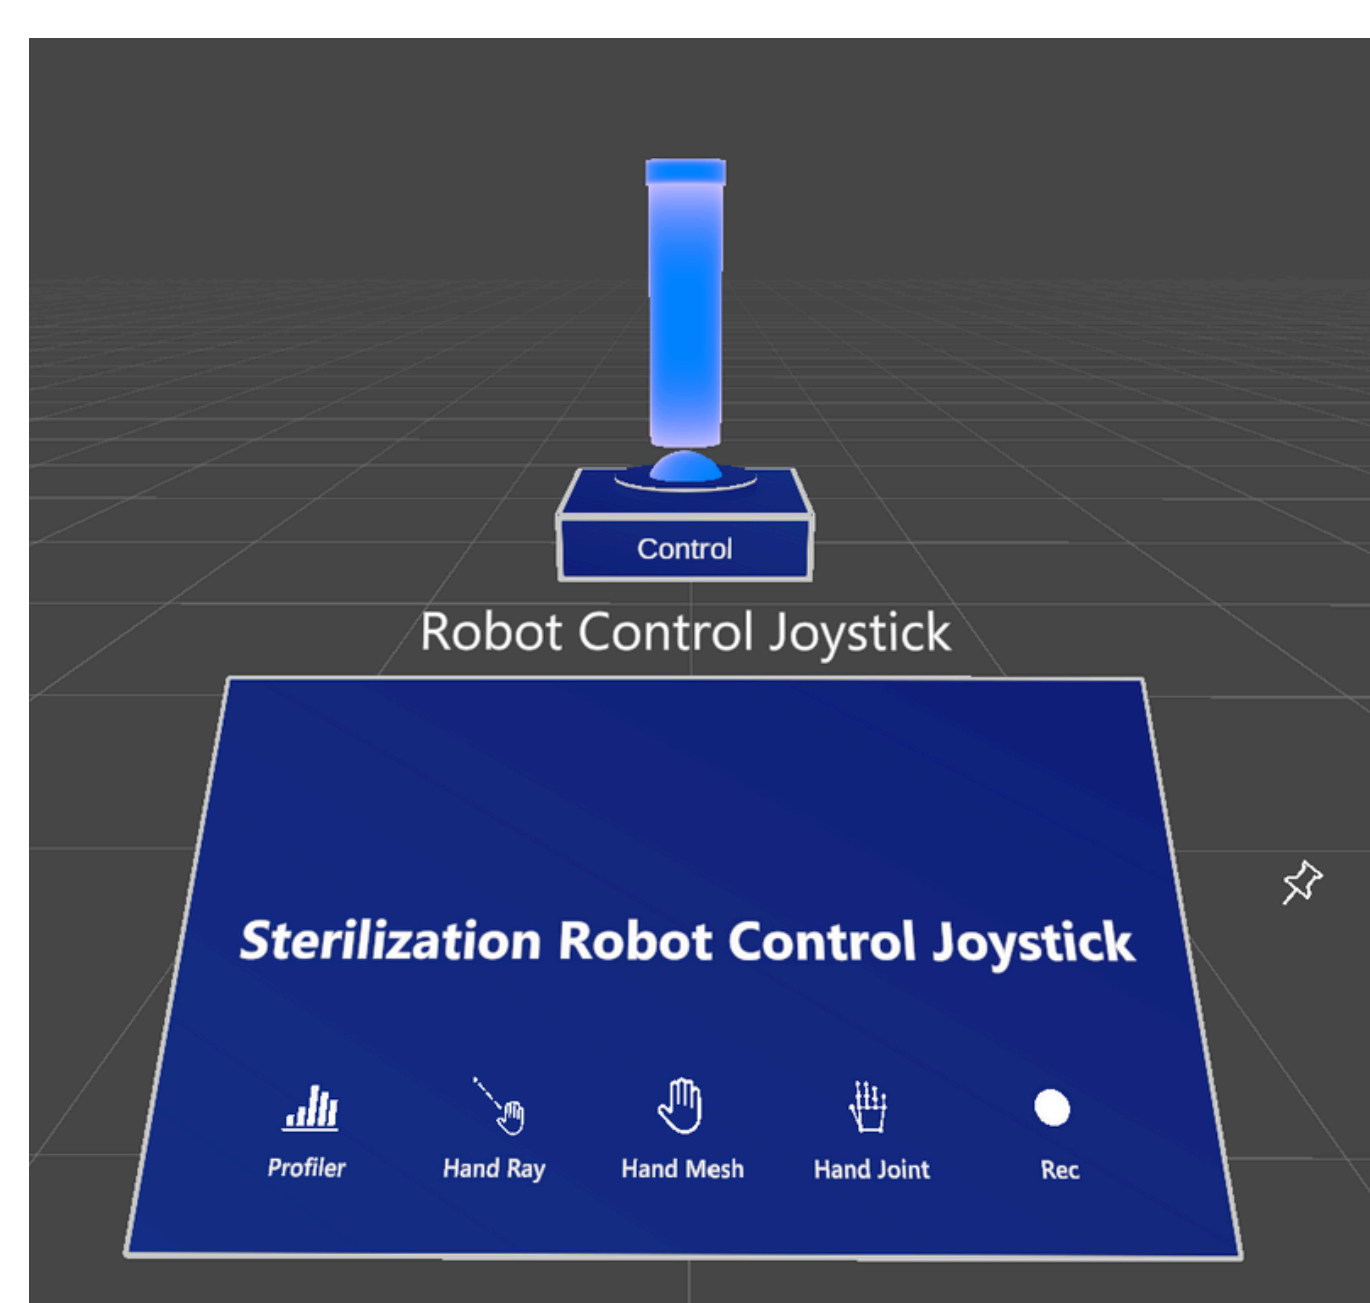 Control
Robot Control Joystick
Sterilization Robot Control Joystick
Profiler
Hand Ray
Hand Mesh
Hand Joint
Rec